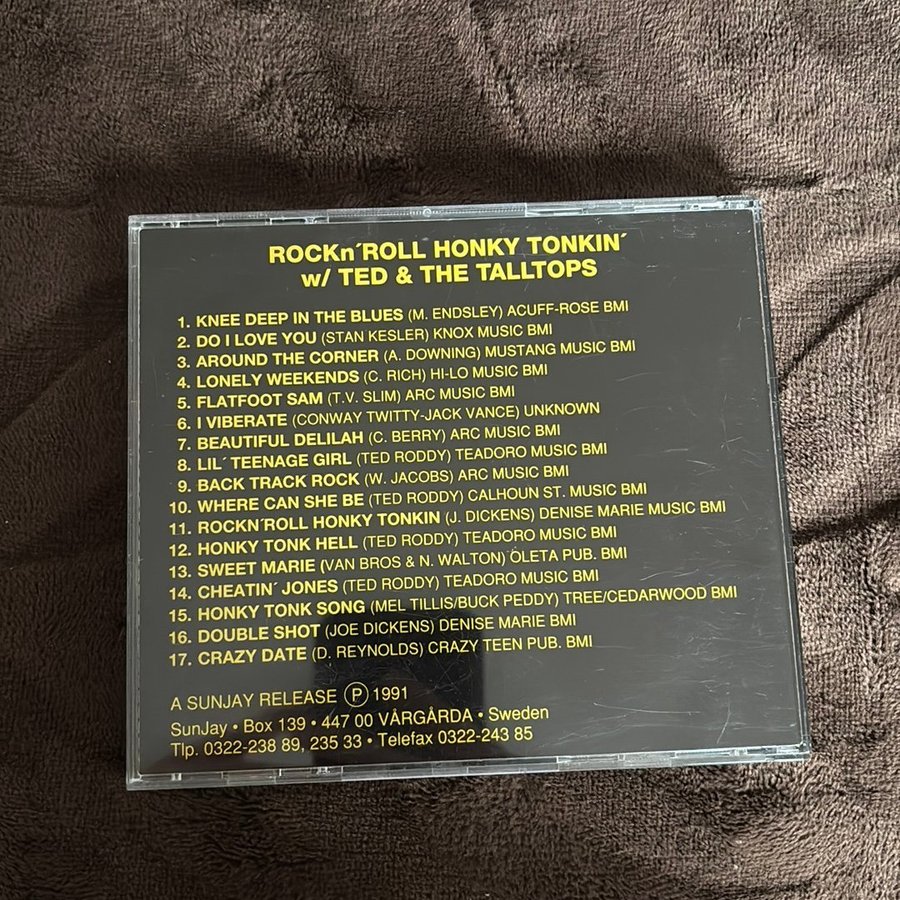 ROCKn´ROLL HONKY TONKIN´
w/ TED & THE TALLTOPS
1. KNEE DEEP IN THE BLUES (M. ENDSLEY) ACUFF-ROSE BMI
2. DO I LOVE YOU (STAN KESLER) KNOX MUSIC BMI
3. AROUND THE CORNER (A. DOWNING) MUSTANG MUSIC BMI
4. LONELY WEEKENDS (C. RICH) HI-LO MUSIC BMI
5. FLATFOOT SAM (T.V. SLIM) ARC MUSIC BMI
6. I VIBERATE (CONWAY TWITTY-JACK VANCE) UNKNOWN
7. BEAUTIFUL DELILAH (C. BERRY) ARC MUSIC BMI
8. LIL´ TEENAGE GIRL (TED RODDY) TEADORO MUSIC BMI
9. BACK TRACK ROCK (W. JACOBS) ARC MUSIC BMI
10. WHERE CAN SHE BE (TED RODDY) CALHOUN ST. MUSIC BMI
11. ROCKN´ROLL HONKY TONKIN (J. DICKENS) DENISE MARIE MUSIC BMI
12. HONKY TONK HELL (TED RODDY) TEADORO MUSIC BMI
13. SWEET MARIE (VAN BROS & N. WALTON) OLETA PUB. BMI
14. CHEATIN´ JONES (TED RODDY) TEADORO MUSIC BMI
15. HONKY TONK SONG (MEL TILLIS/BUCK PEDDY) TREE/CEDARWOOD BMI
16. DOUBLE SHOT (JOE DICKENS) DENISE MARIE BMI
17. CRAZY DATE (D. REYNOLDS) CRAZY TEEN PUB. BMI
A SUNJAY RELEASE Ⓟ 1991
SunJay • Box 139 • 447 00 VÅRGÅRDA • Sweden
Tlp. 0322-238 89, 235 33 • Telefax 0322-243 85